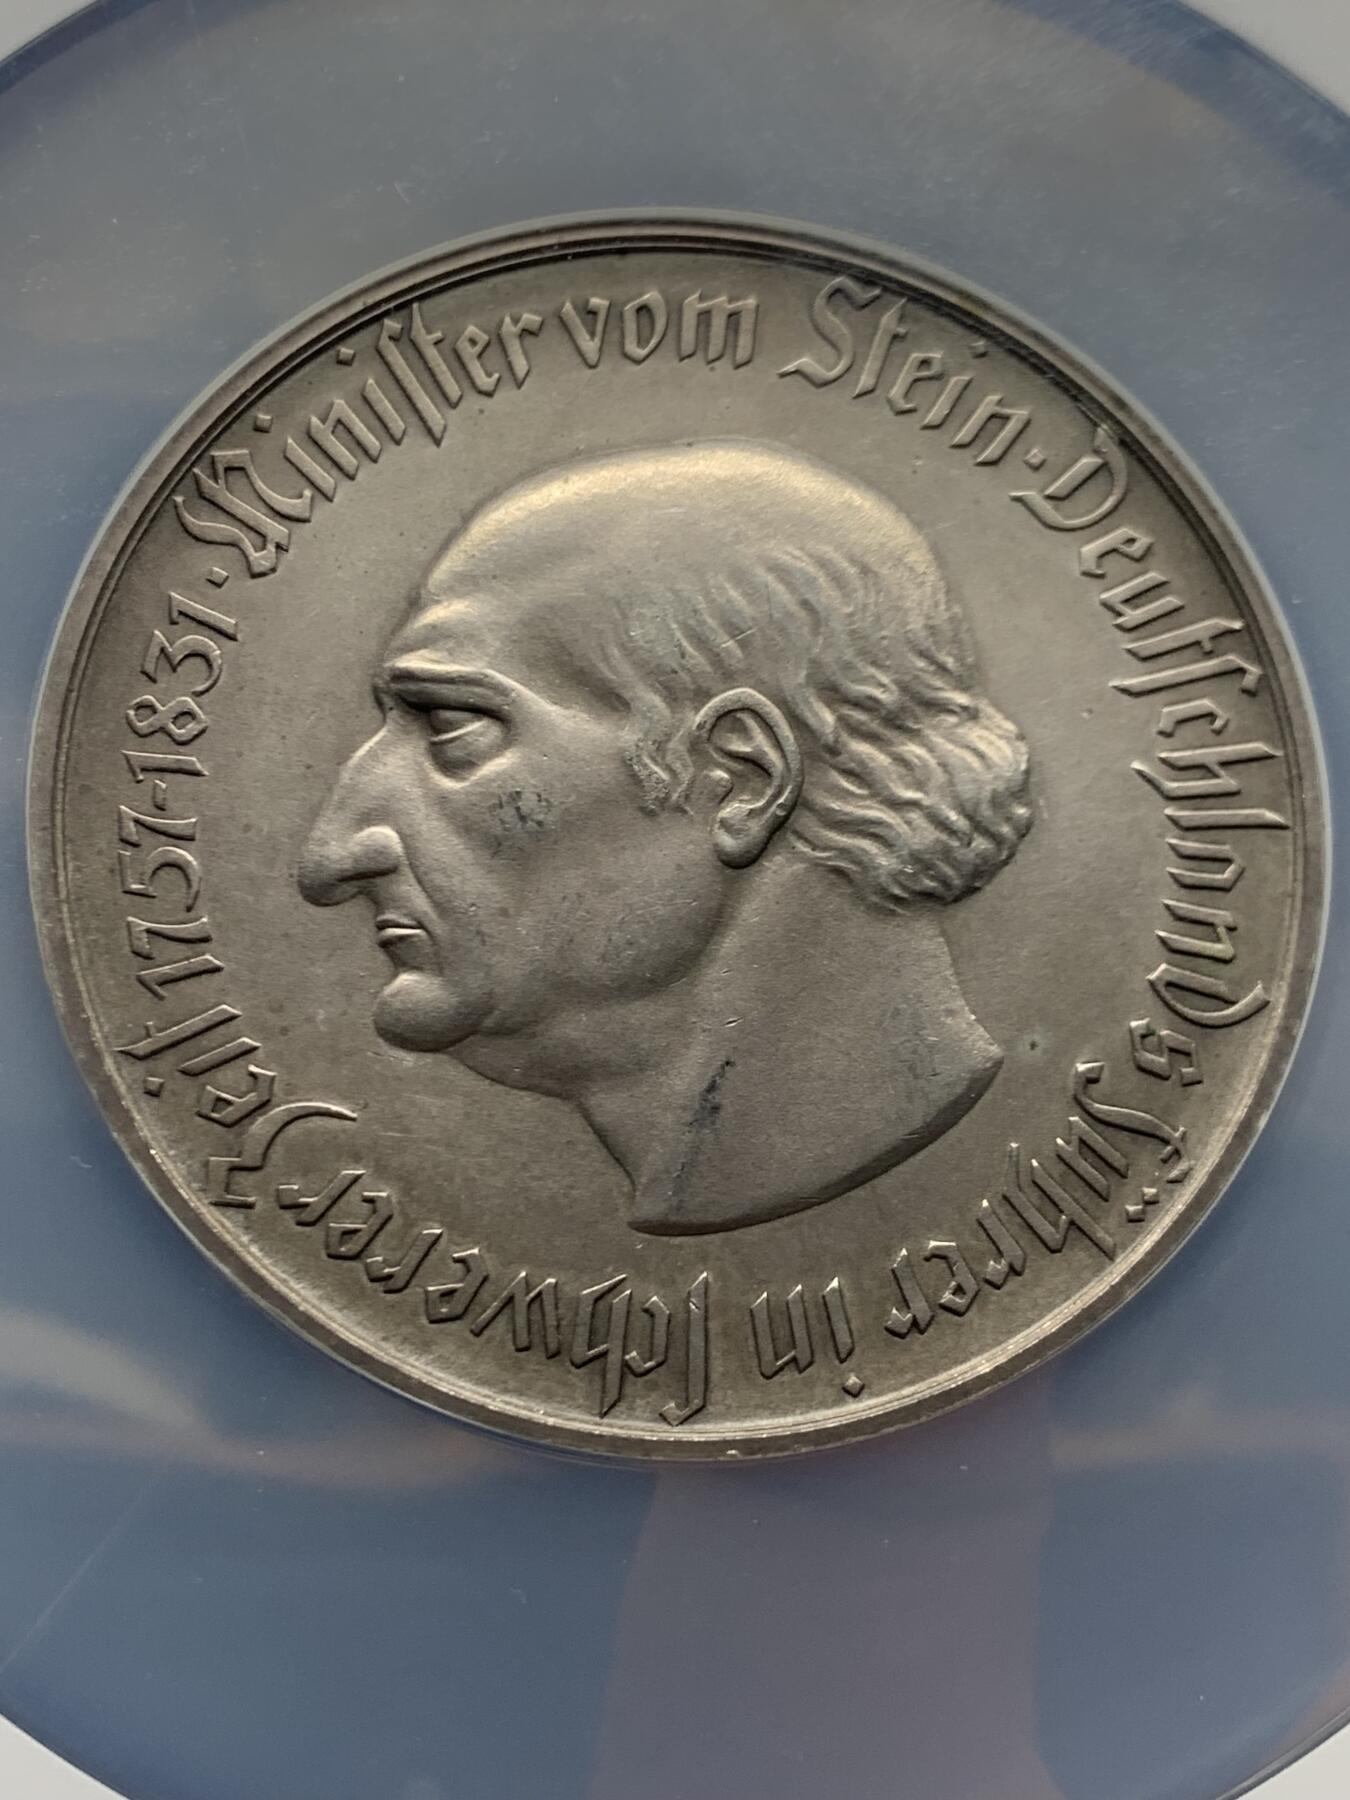 Minister vom Stein · Deutschlands Führer in schwerer Zeit 1757-1831 ·